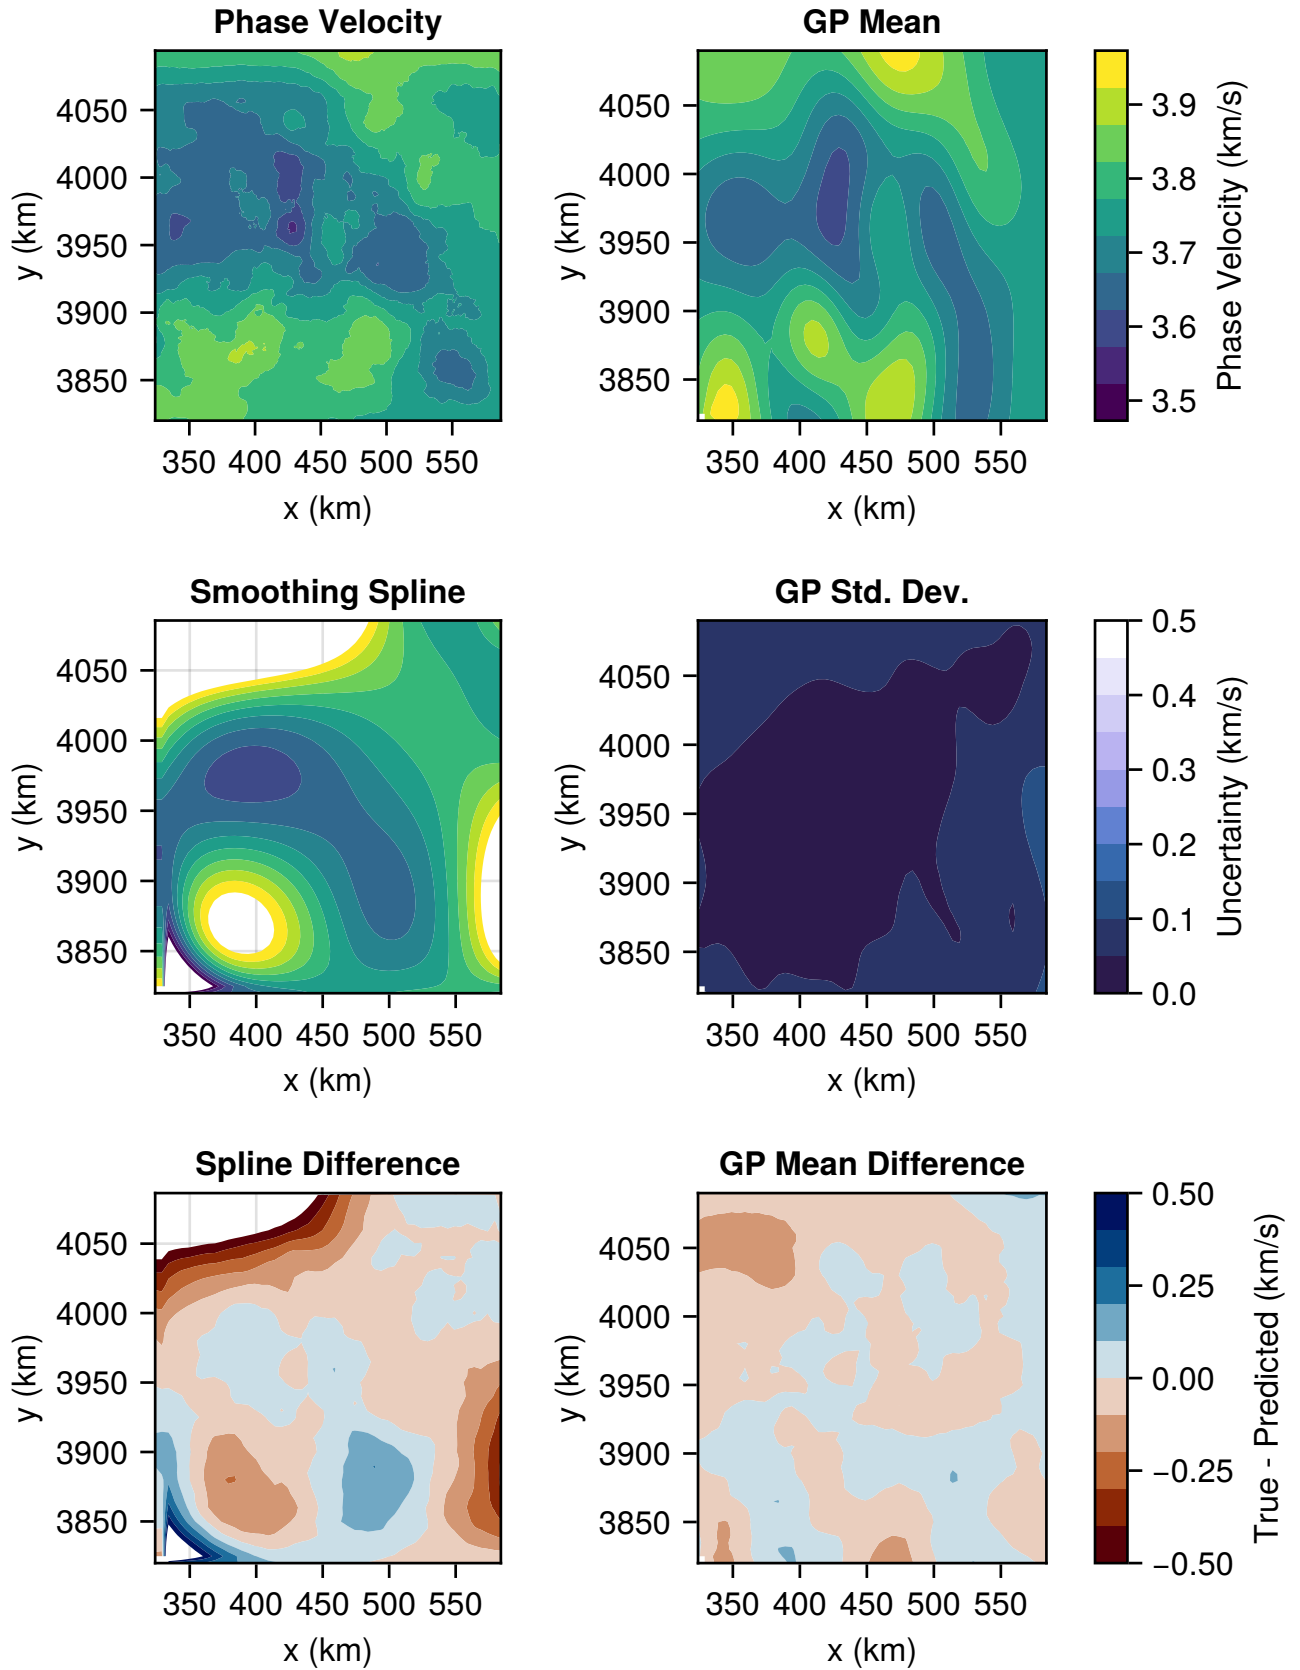 Phase Velocity
GP Mean
4050
4000
3950
3900
3850
y (km)
350 400 450 500 550
x (km)
4050
4000
3950
3900
3850
y (km)
350 400 450 500 550
x (km)
3.9
3.8
3.7
3.6
3.5
Phase Velocity (km/s)
Smoothing Spline
GP Std. Dev.
4050
4000
3950
3900
3850
y (km)
350 400 450 500 550
x (km)
4050
4000
3950
3900
3850
y (km)
350 400 450 500 550
x (km)
0.5
0.4
0.3
0.2
0.1
0.0
Uncertainty (km/s)
Spline Difference
GP Mean Difference
4050
4000
3950
3900
3850
y (km)
350 400 450 500 550
x (km)
4050
4000
3950
3900
3850
y (km)
350 400 450 500 550
x (km)
0.50
0.25
0.00
−0.25
−0.50
True - Predicted (km/s)